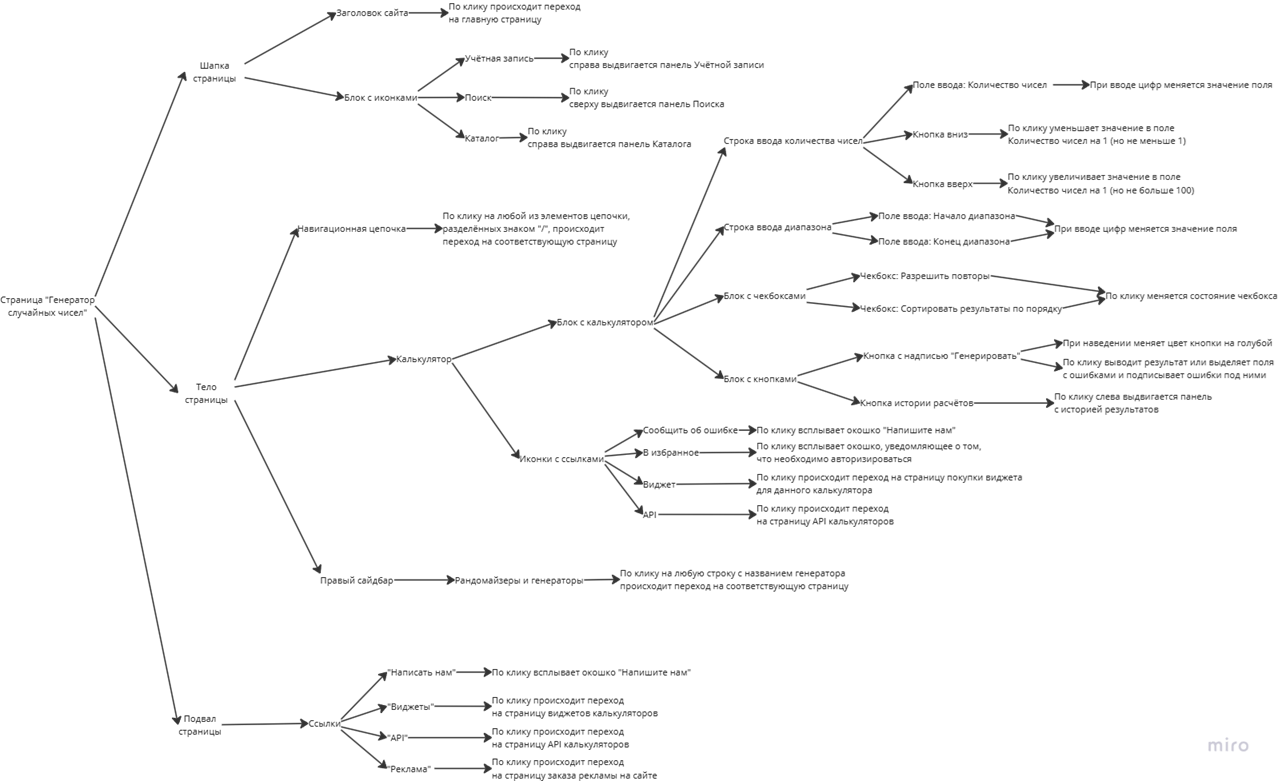 Страница "Генератор
случайных чисел"
Шапка
страницы
Заголовок сайта
По клику происходит переход
на главную страницу
Блок с иконками
Учётная запись
По клику
справа выдвигается панель Учётной записи
Поиск
По клику
сверху выдвигается панель Поиска
Каталог
По клику
справа выдвигается панель Каталога
Тело
страницы
Навигационная цепочка
По клику на любой из элементов цепочки,
разделённых знаком "/", происходит
переход на соответствующую страницу
Калькулятор
Блок с калькулятором
Строка ввода количества чисел
Поле ввода: Количество чисел
При вводе цифр меняется значение поля
Кнопка вниз
По клику уменьшает значение в поле
Количество чисел на 1 (но не меньше 1)
Кнопка вверх
По клику увеличивает значение в поле
Количество чисел на 1 (но не больше 100)
Строка ввода диапазона
Поле ввода: Начало диапазона
Поле ввода: Конец диапазона
При вводе цифр меняется значение поля
Блок с чекбоксами
Чекбокс: Разрешить повторы
Чекбокс: Сортировать результаты по порядку
По клику меняется состояние чекбокса
Блок с кнопками
Кнопка с надписью "Генерировать"
При наведении меняет цвет кнопки на голубой
По клику выводит результат или выделяет поля
с ошибками и подписывает ошибки под ними
Кнопка истории расчётов
По клику слева выдвигается панель
с историей результатов
Иконки с ссылками
Сообщить об ошибке
По клику всплывает окошко "Напишите нам"
В избранное
По клику всплывает окошко, уведомляющее о том,
что необходимо авторизироваться
Виджет
По клику происходит переход на страницу покупки виджета
для данного калькулятора
API
По клику происходит переход
на страницу API калькуляторов
Правый сайдбар
Рандомайзеры и генераторы
По клику на любую строку с названием генератора
происходит переход на соответствующую страницу
Подвал
страницы
Ссылки
"Написать нам"
По клику всплывает окошко "Напишите нам"
"Виджеты"
По клику происходит переход
на страницу виджетов калькуляторов
"API"
По клику происходит переход
на страницу API калькуляторов
"Реклама"
По клику происходит переход
на страницу заказа рекламы на сайте
miro